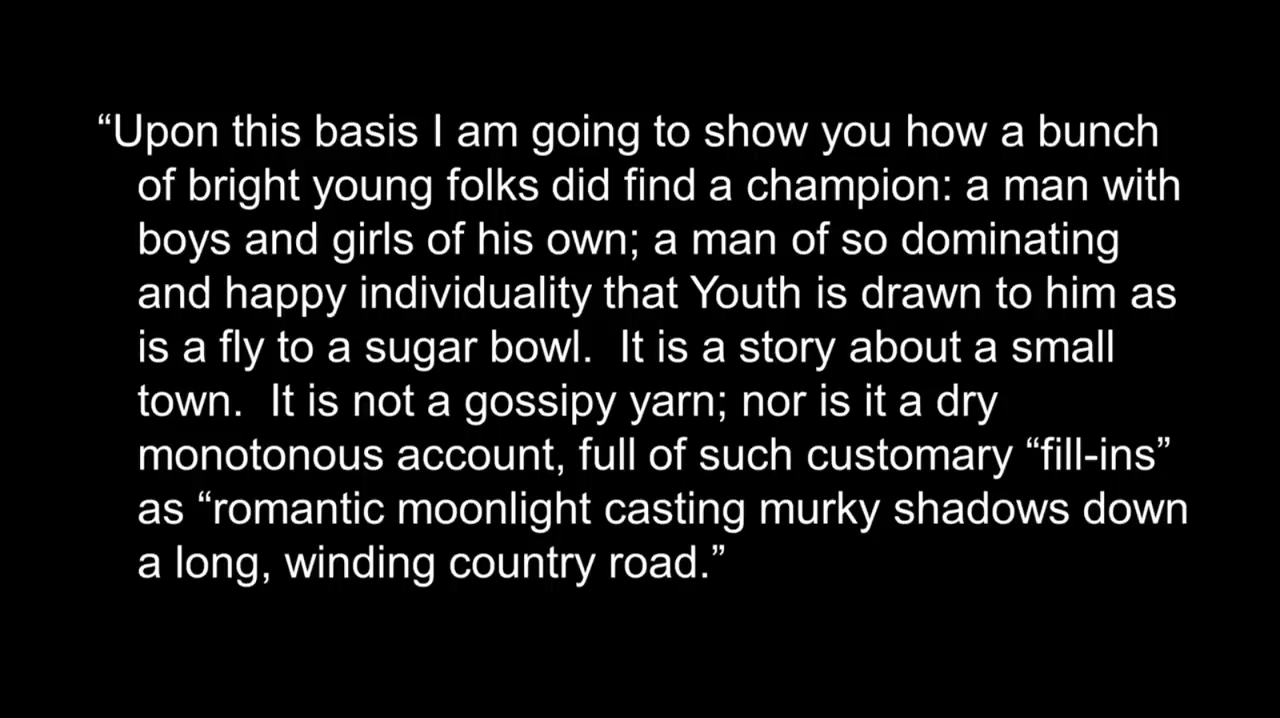 “Upon this basis I am going to show you how a bunch
of bright young folks did find a champion: a man with
boys and girls of his own; a man of so dominating
and happy individuality that Youth is drawn to him as
is a fly to a sugar bowl.  It is a story about a small
town.  It is not a gossipy yarn; nor is it a dry
monotonous account, full of such customary “fill-ins”
as “romantic moonlight casting murky shadows down
a long, winding country road.”